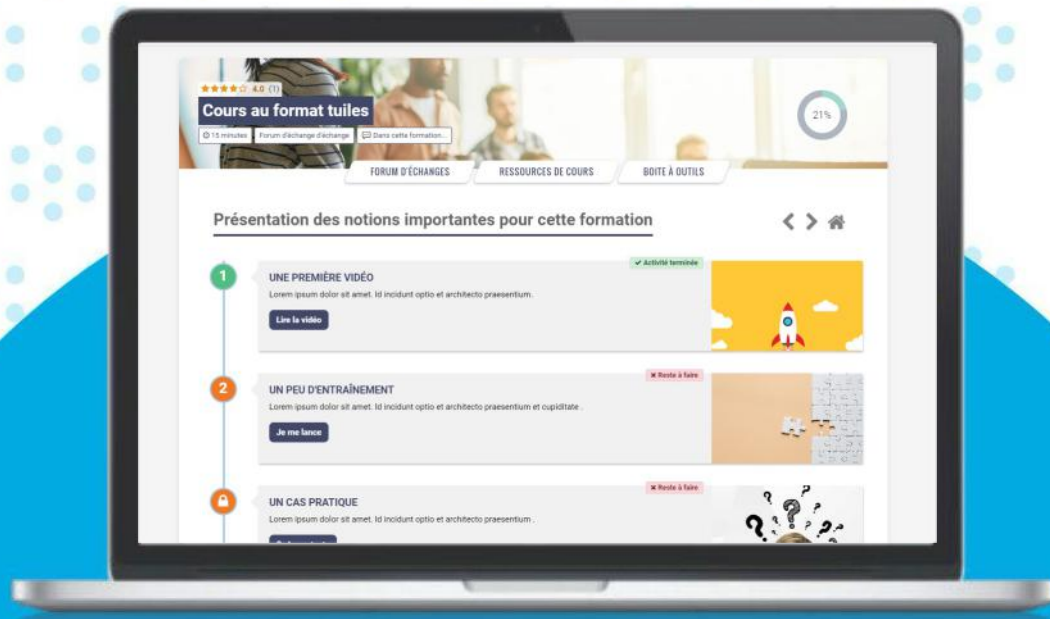 4.0 (1)
Cours au format tuiles
15 minutes
Forum d'échange d'échange
Dans cette formation...
21%
FORUM D'ÉCHANGES
RESSOURCES DE COURS
BOITE À OUTILS
Présentation des notions importantes pour cette formation
Activité terminée
1
UNE PREMIÈRE VIDÉO
Lorem ipsum dolor sit amet. Id incidunt optio et architecto praesentium.
Lire la vidéo
Reste à faire
2
UN PEU D'ENTRAÎNEMENT
Lorem ipsum dolor sit amet. Id incidunt optio et architecto praesentium et cupiditate .
Je me lance
Reste à faire
UN CAS PRATIQUE
Lorem ipsum dolor sit amet. Id incidunt optio et architecto praesentium .